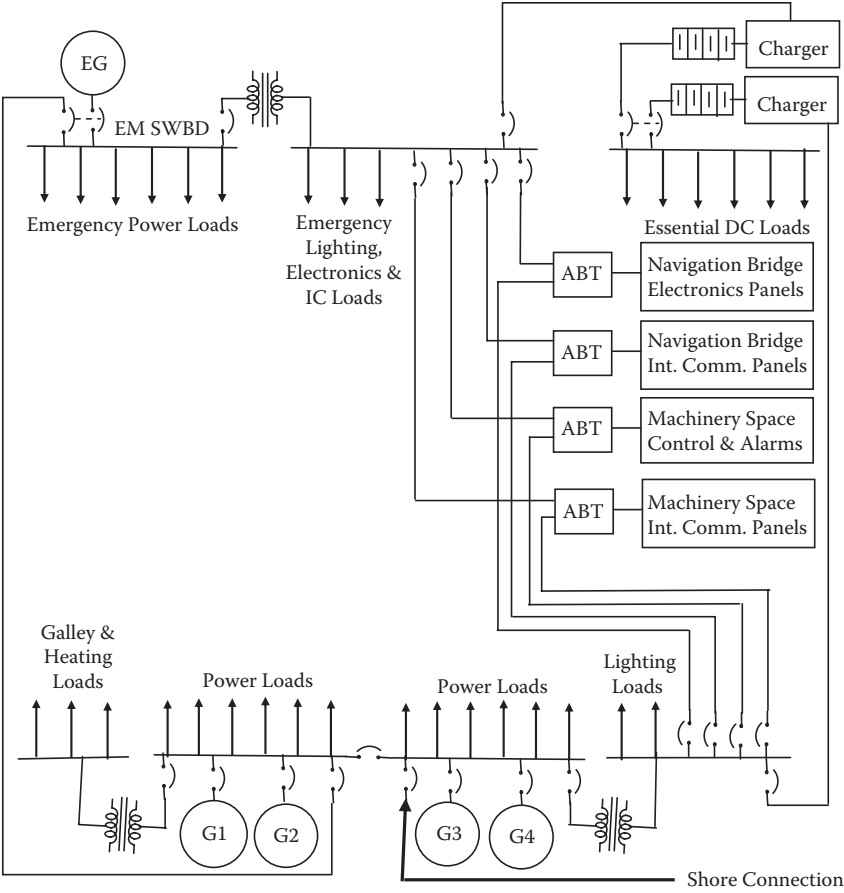 EG
Charger
Charger
EM SWBD
Emergency Power Loads
Emergency
Lighting,
Electronics &
IC Loads
Essential DC Loads
ABT
Navigation Bridge
Electronics Panels
ABT
Navigation Bridge
Int. Comm. Panels
ABT
Machinery Space
Control & Alarms
ABT
Machinery Space
Int. Comm. Panels
Galley &
Heating
Loads
Power Loads
Power Loads
Lighting
Loads
G1
G2
G3
G4
Shore Connection